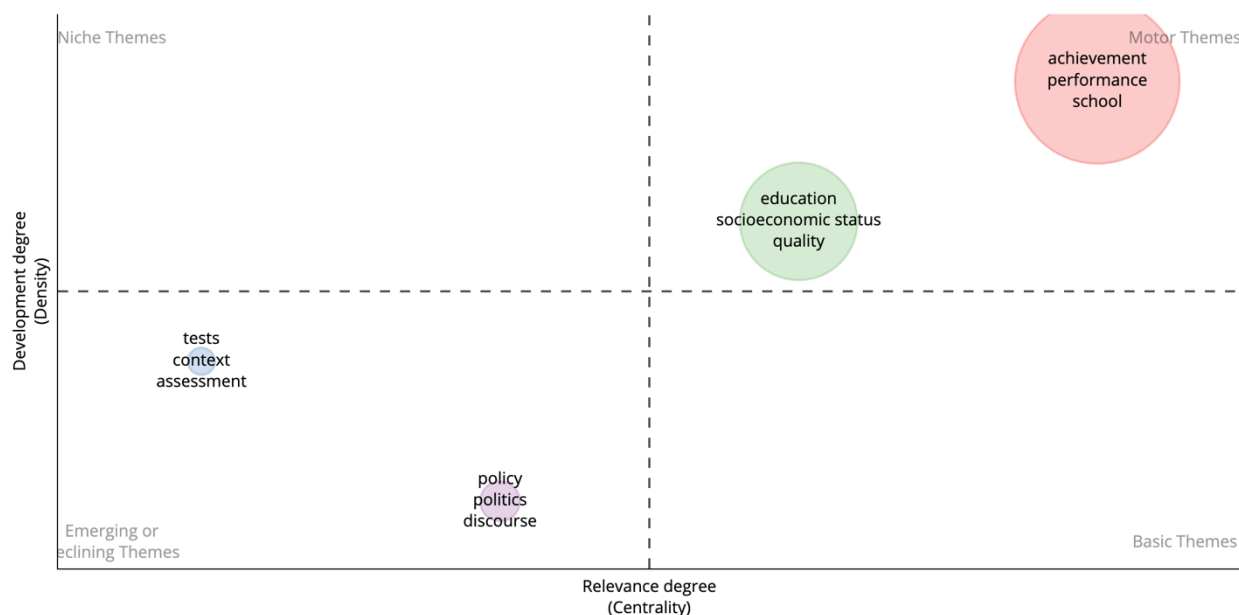 Niche Themes
Motor Themes
achievement
performance
school
education
socioeconomic status
quality
Development degree
(Density)
tests
context
assessment
policy
politics
discourse
Emerging or
eclining Themes
Basic Themes
Relevance degree
(Centrality)